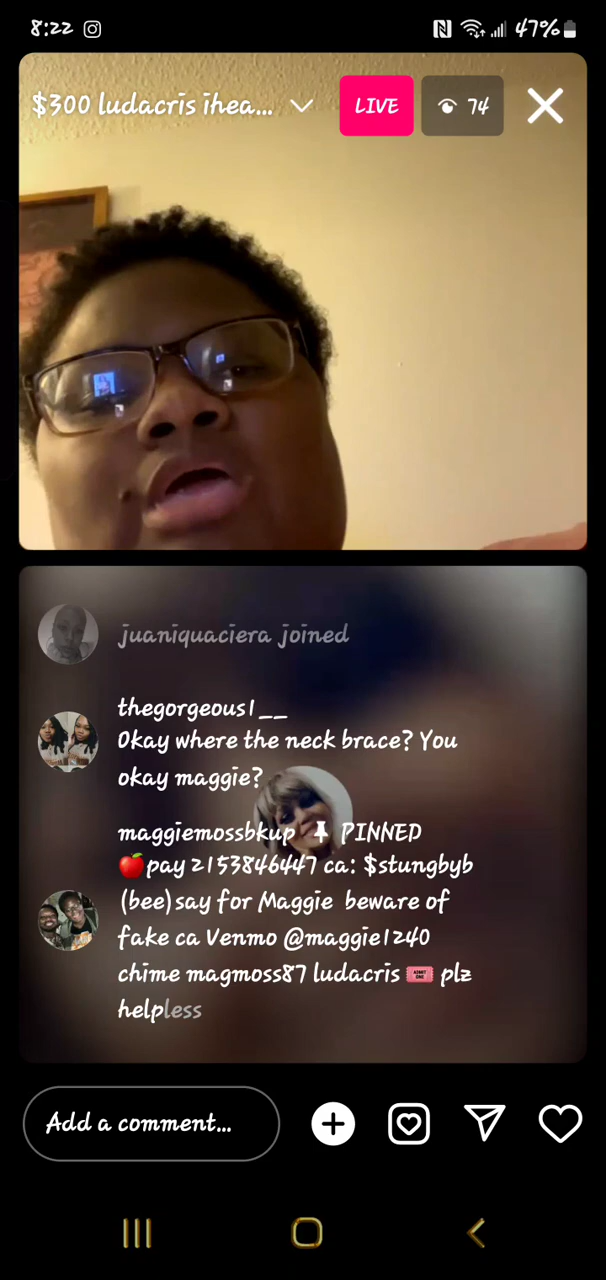 8:22 47%
$300 ludacris ihea... LIVE 74
juaniquaciera joined
thegorgeous1__
Okay where the neck brace? You
okay maggie?
maggiemossbkup 📌 PINNED
🍎pay 2153846447 ca: $stungbyb
(bee)say for Maggie beware of
fake ca Venmo @maggie1240
chime magmoss87 ludacris 🎟️ plz
helpless
Add a comment...